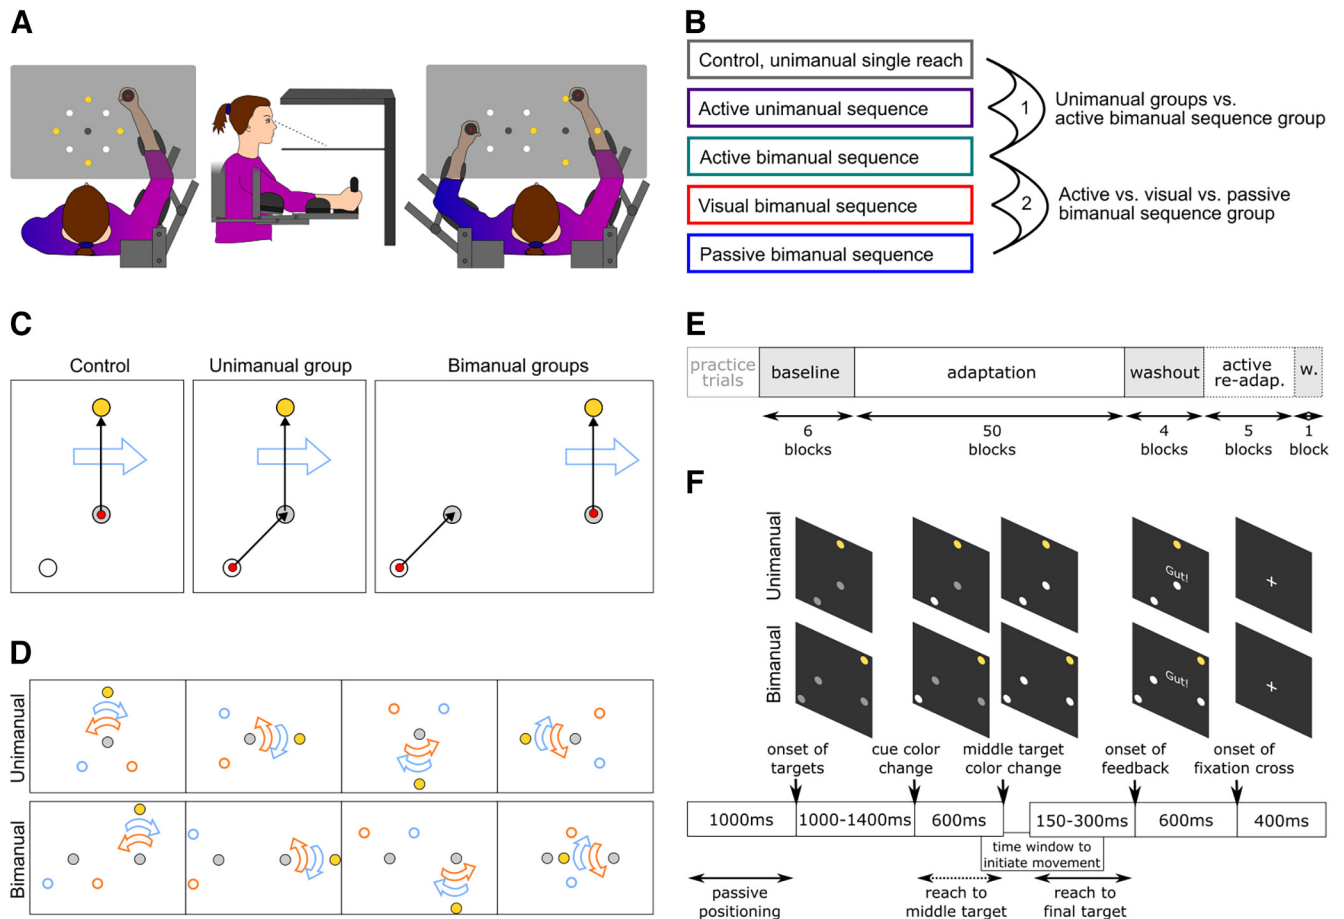 A
B
Control, unimanual single reach
Active unimanual sequence
Active bimanual sequence
Visual bimanual sequence
Passive bimanual sequence
1
Unimanual groups vs.
active bimanual sequence group
2
Active vs. visual vs. passive
bimanual sequence group
C
Control
Unimanual group
Bimanual groups
D
Unimanual
Bimanual
E
practice
trials
baseline
adaptation
washout
active
re-adap.
w.
6
blocks
50
blocks
4
blocks
5
blocks
1
block
F
Unimanual
Gut!
Bimanual
Gut!
onset of
targets
cue color
change
middle target
color change
onset of
feedback
onset of
fixation cross
1000ms
1000-1400ms
600ms
150-300ms
600ms
400ms
time window to
initiate movement
passive
positioning
reach to
middle target
reach to
final target